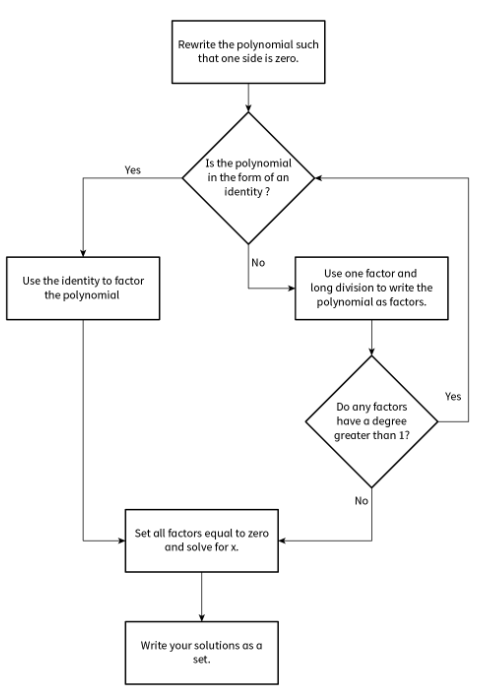 Rewrite the polynomial such
that one side is zero.
Is the polynomial
in the form of an
identity ?
Yes
No
Use the identity to factor
the polynomial
Use one factor and
long division to write the
polynomial as factors.
Do any factors
have a degree
greater than 1?
Yes
No
Set all factors equal to zero
and solve for x.
Write your solutions as a
set.